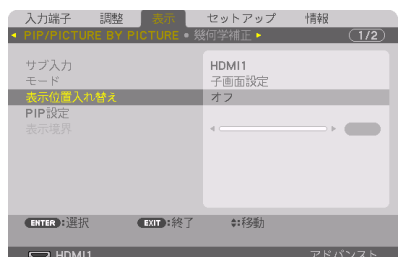 入力端子 調整 表示 セットアップ 情報
PIP/PICTURE BY PICTURE • 幾何学補正 (1/2)
サブ入力 HDMI1
モード 子画面設定
表示位置入れ替え オフ
PIP設定
表示境界
ENTER:選択 EXIT:終了 :移動
HDMI1 アドバンスト